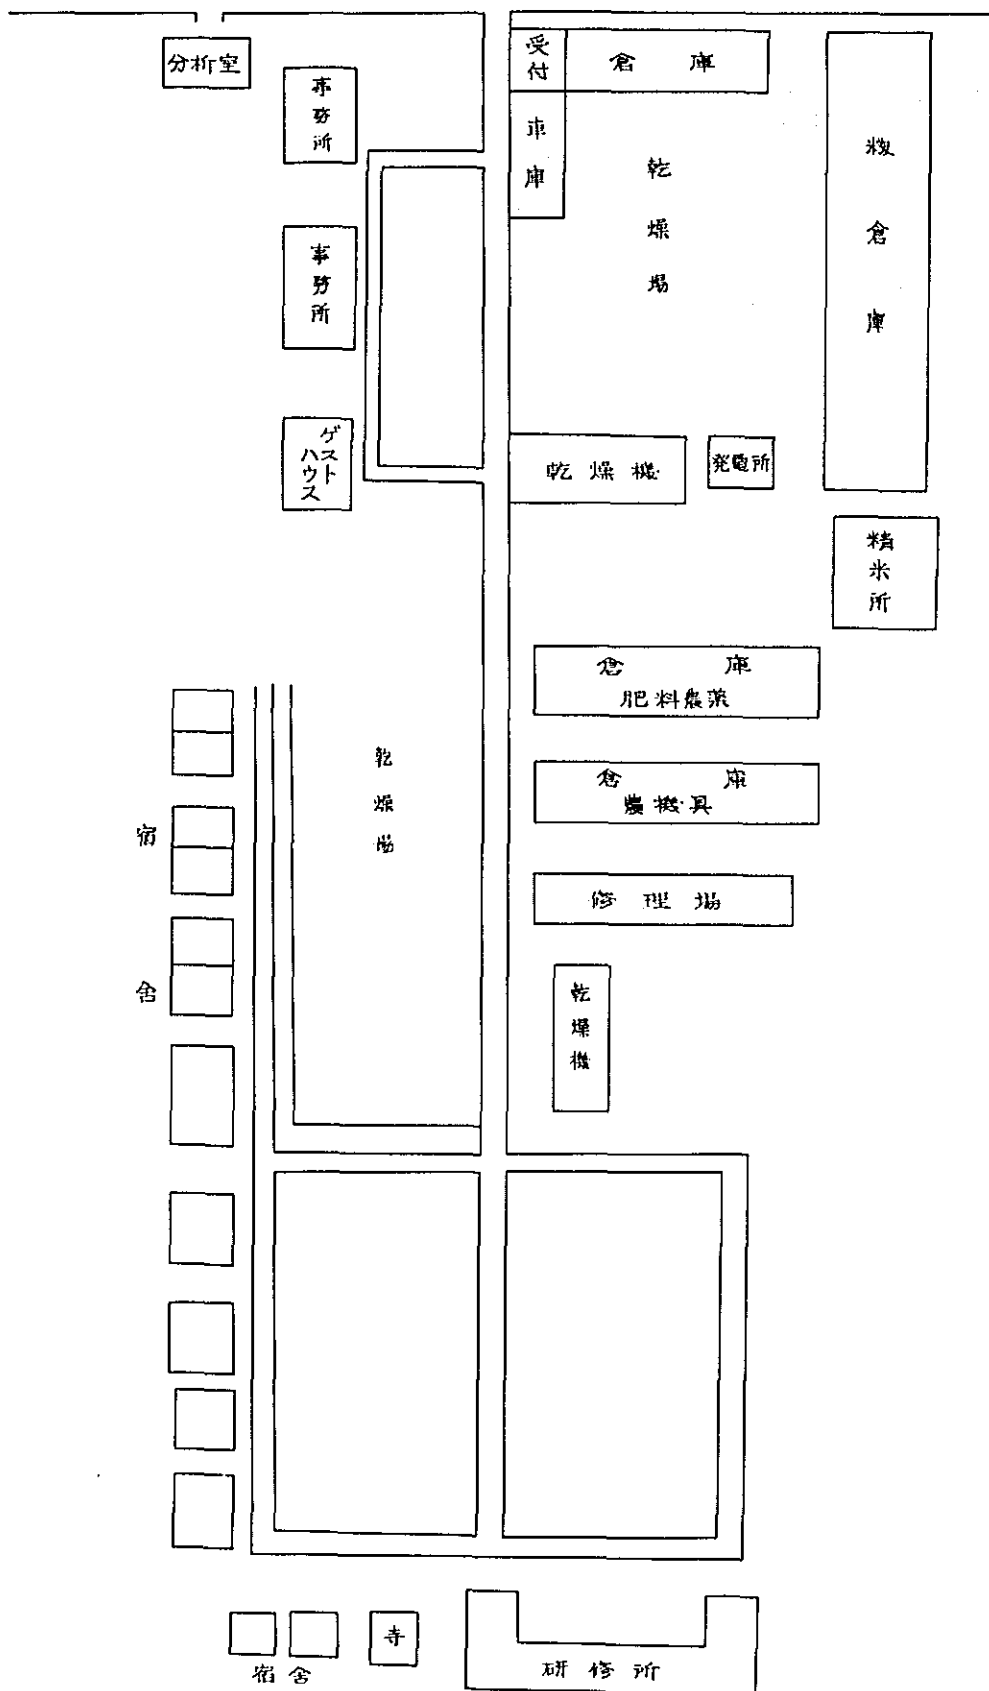 分析室
事務所
事務所
ゲスト
ハウス
受付
倉庫
車庫
乾燥場
籾倉庫
乾燥機
発電所
精米所
倉庫
肥料農薬
倉庫
農機具
修理場
乾燥機
乾燥場
宿舎
宿舎
寺
研修所